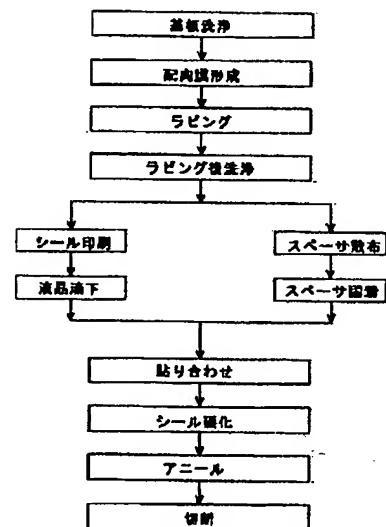 基板洗浄
配向膜形成
ラビング
ラビング後洗浄
シール印刷
スペーサ散布
液晶滴下
スペーサ固着
貼り合わせ
シール硬化
アニール
切断